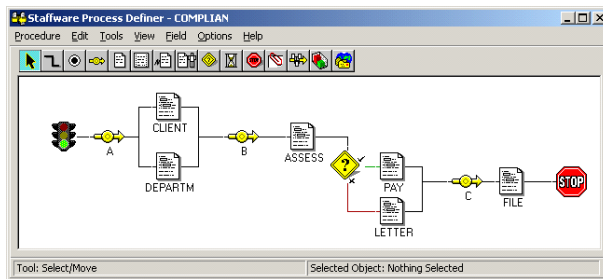 Staffware Process Definer - COMPLIAN
Procedure Edit Tools View Field Options Help
CLIENT
A
B
ASSESS
DEPARTM
?
PAY
C
FILE
STOP
LETTER
Tool: Select/Move
Selected Object: Nothing Selected